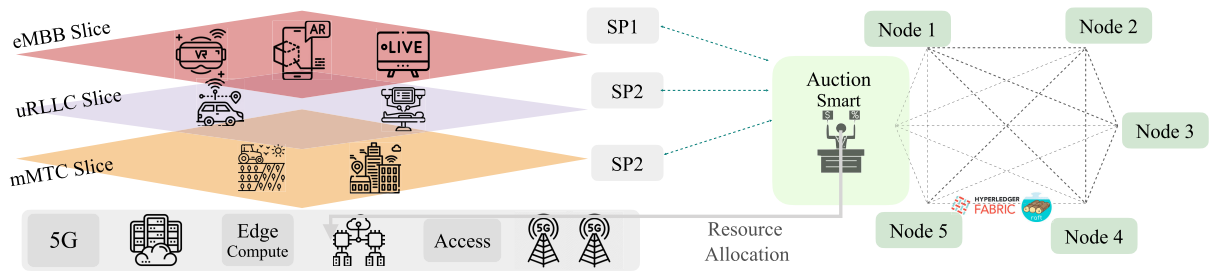 eMBB Slice
VR
AR
LIVE
SP1
uRLLC Slice
SP2
mMTC Slice
SP2
Auction
Smart
$ %
Node 1
Node 2
Node 3
Node 4
Node 5
HYPERLEDGER
FABRIC
raft
5G
Edge
Compute
Access
5G
5G
Resource
Allocation